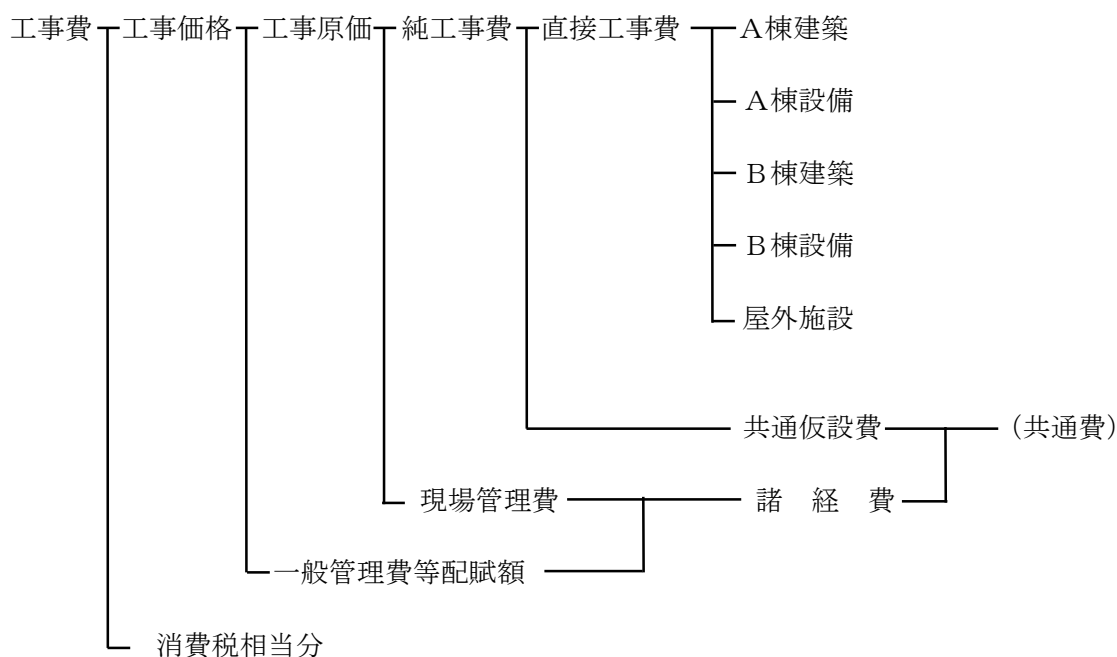 工事費 工事価格 工事原価 純工事費 直接工事費 A棟建築
A棟設備
B棟建築
B棟設備
屋外施設
共通仮設費 (共通費)
現場管理費 諸 経 費
一般管理費等配賦額
消費税相当分